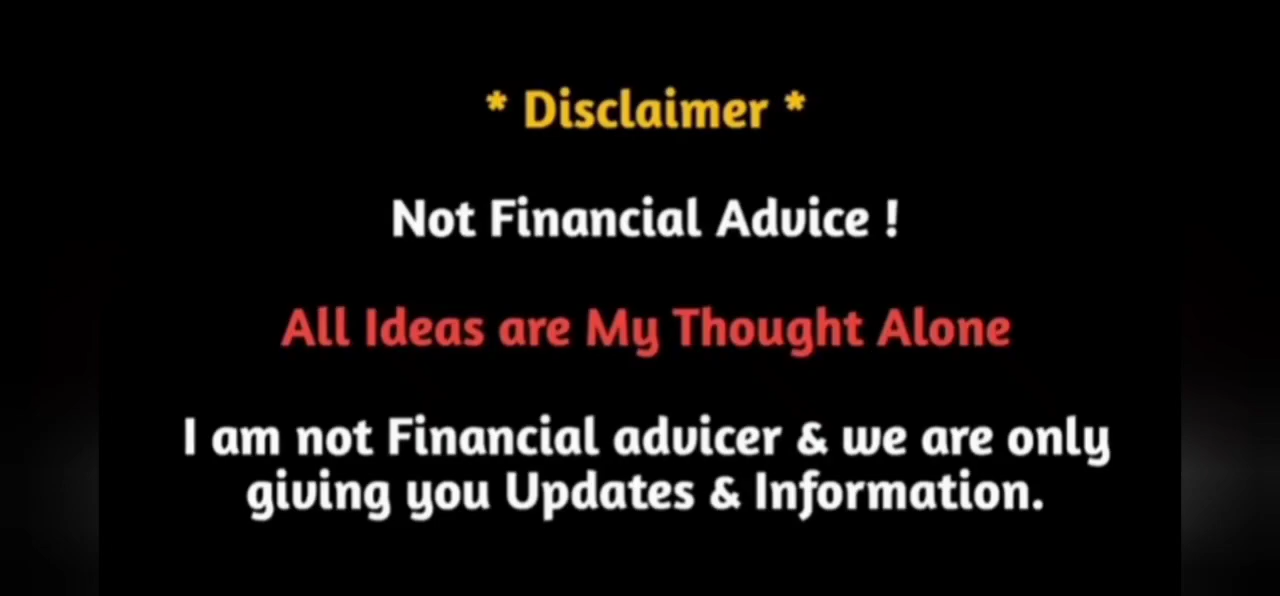 * Disclaimer *
Not Financial Advice !
All Ideas are My Thought Alone
I am not Financial advicer & we are only
giving you Updates & Information.